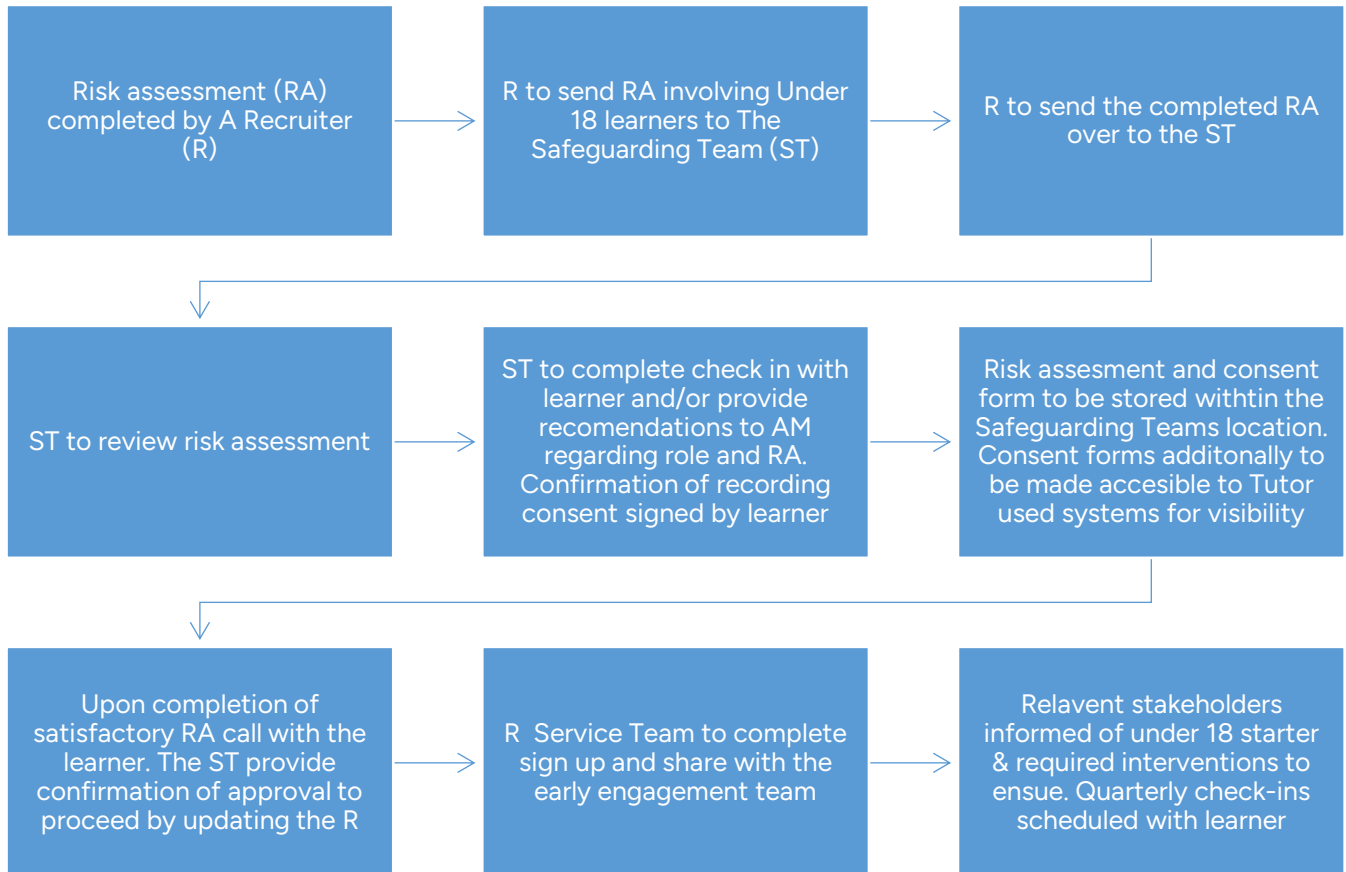 Risk assessment (RA)
completed by A Recruiter
(R)
R to send RA involving Under
18 learners to The
Safeguarding Team (ST)
R to send the completed RA
over to the ST
ST to review risk assessment
ST to complete check in with
learner and/or provide
recomendations to AM
regarding role and RA.
Confirmation of recording
consent signed by learner
Risk assesment and consent
form to be stored withtin the
Safeguarding Teams location.
Consent forms additonally to
be made accesible to Tutor
used systems for visibility
Upon completion of
satisfactory RA call with the
learner. The ST provide
confirmation of approval to
proceed by updating the R
R  Service Team to complete
sign up and share with the
early engagement team
Relavent stakeholders
informed of under 18 starter
& required interventions to
ensue. Quarterly check-ins
scheduled with learner